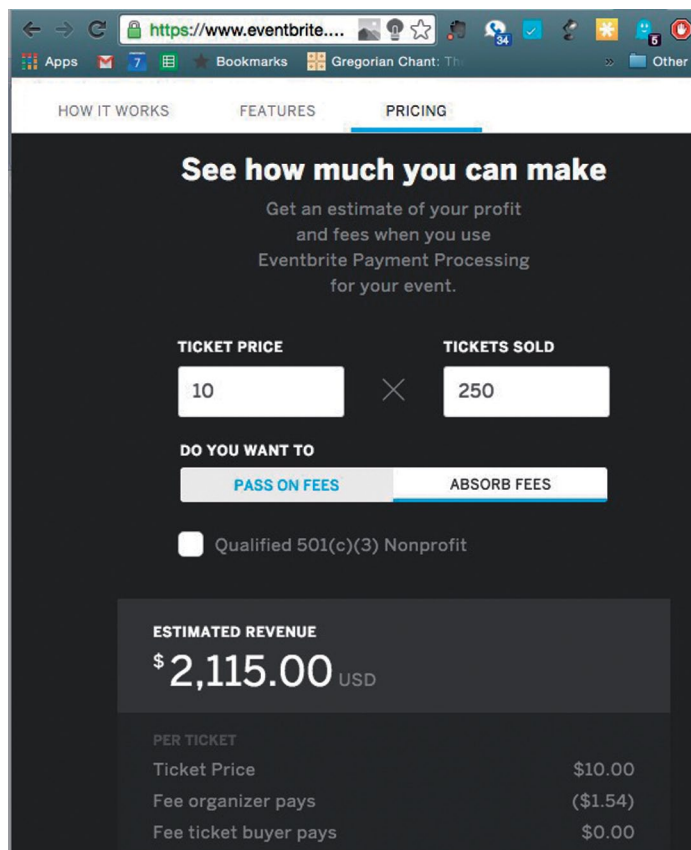 https://www.eventbrite....
34
5
Apps
7
Bookmarks
Gregorian Chant: Th
»
Other
HOW IT WORKS
FEATURES
PRICING
See how much you can make
Get an estimate of your profit
and fees when you use
Eventbrite Payment Processing
for your event.
TICKET PRICE
TICKETS SOLD
10
250
DO YOU WANT TO
PASS ON FEES
ABSORB FEES
Qualified 501(c)(3) Nonprofit
ESTIMATED REVENUE
$2,115.00 USD
PER TICKET
Ticket Price $10.00
Fee organizer pays ($1.54)
Fee ticket buyer pays $0.00